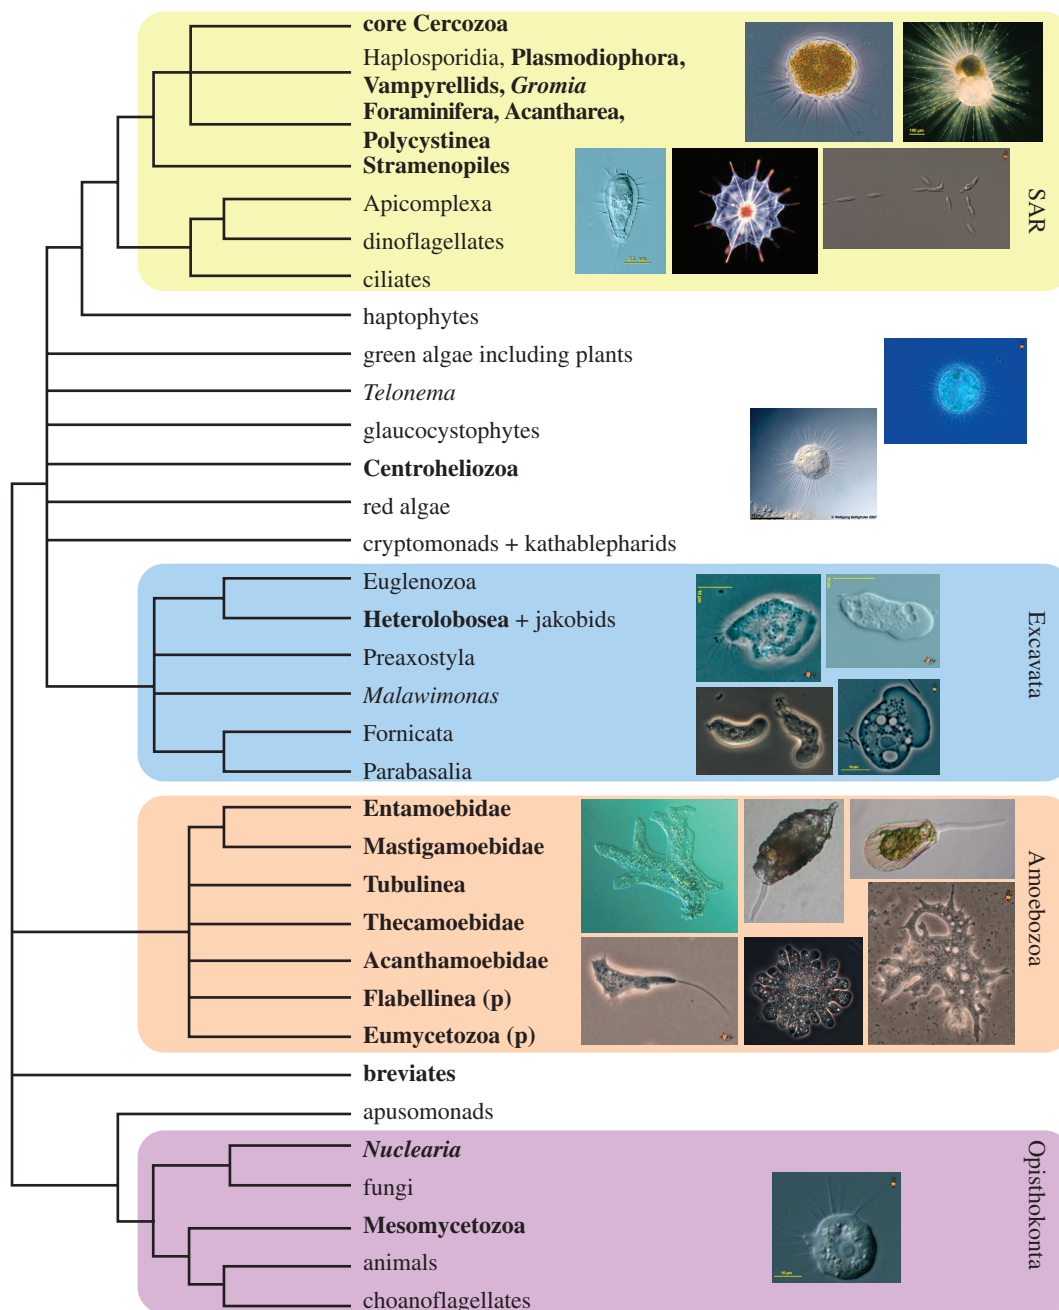 core Cercozoa
Haplosporidia, Plasmodiophora,
Vampyrellids, Gromia
Foraminifera, Acantharea,
Polycystinea
Stramenopiles
Apicomplexa
dinoflagellates
ciliates
SAR
haptophytes
green algae including plants
Telonema
glaucocystophytes
Centroheliozoa
red algae
cryptomonads + kathablepharids
Euglenozoa
Heterolobosea + jakobids
Preaxostyla
Malawimonas
Fornicata
Parabasalia
Excavata
Entamoebidae
Mastigamoebidae
Tubulinea
Thecamoebidae
Acanthamoebidae
Flabellinea (p)
Eumycetozoa (p)
Amoebozoa
breviates
apusomonads
Nuclearia
fungi
Mesomycetozoa
animals
choanoflagellates
Opisthokonta
100 µm